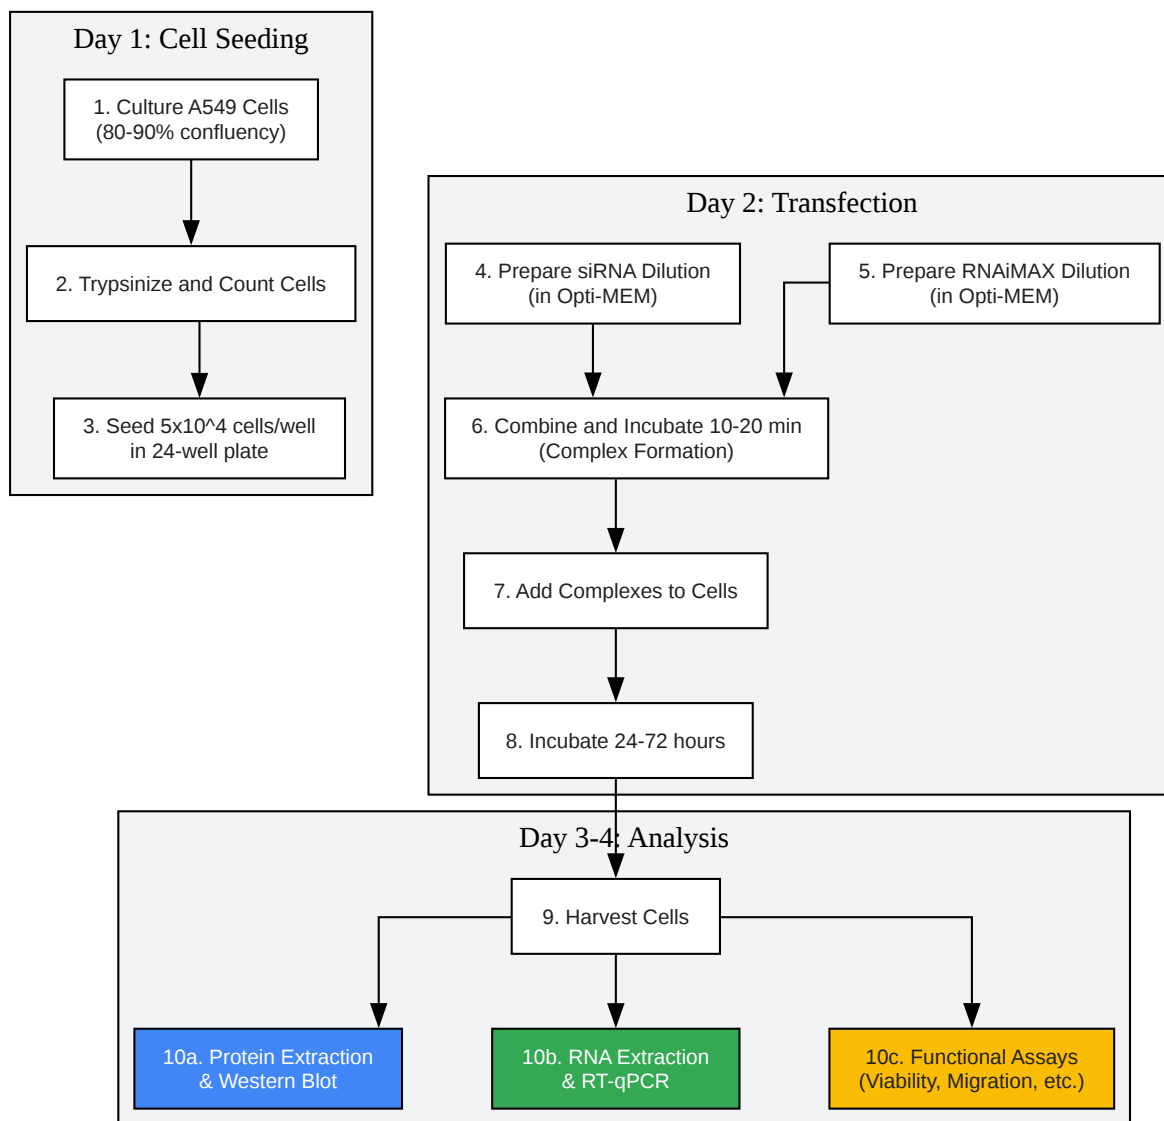 Day 1: Cell Seeding
1. Culture A549 Cells
(80-90% confluency)
2. Trypsinize and Count Cells
3. Seed 5x10^4 cells/well
in 24-well plate
Day 2: Transfection
4. Prepare siRNA Dilution
(in Opti-MEM)
5. Prepare RNAiMAX Dilution
(in Opti-MEM)
6. Combine and Incubate 10-20 min
(Complex Formation)
7. Add Complexes to Cells
8. Incubate 24-72 hours
Day 3-4: Analysis
9. Harvest Cells
10a. Protein Extraction
& Western Blot
10b. RNA Extraction
& RT-qPCR
10c. Functional Assays
(Viability, Migration, etc.)